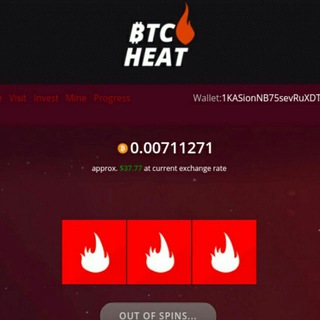 BTC
HEAT
Visit Invest Mine Progress
Wallet:1KASionNB75sevRuXDT
0.00711271
approx. $37.77 at current exchange rate
OUT OF SPINS...